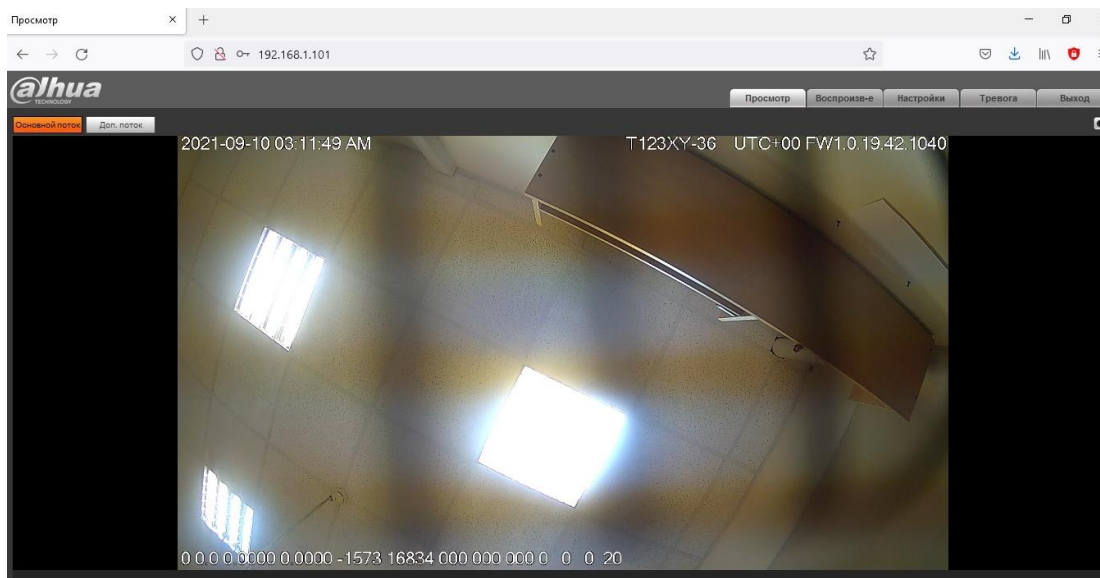 Просмотр
192.168.1.101
alhua
TECHNOLOGY
Просмотр Воспроизв-е Настройки Тревога Выход
Основной поток Доп. поток
2021-09-10 03:11:49 AM T123XY-36 UTC+00 FW1.0.19.42.1040
0 0.0 0.0000 0.0000 -1573 16834 000 000 000 0 0 0 20